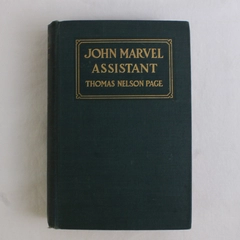 JOHN MARVEL
ASSISTANT
THOMAS NELSON PAGE